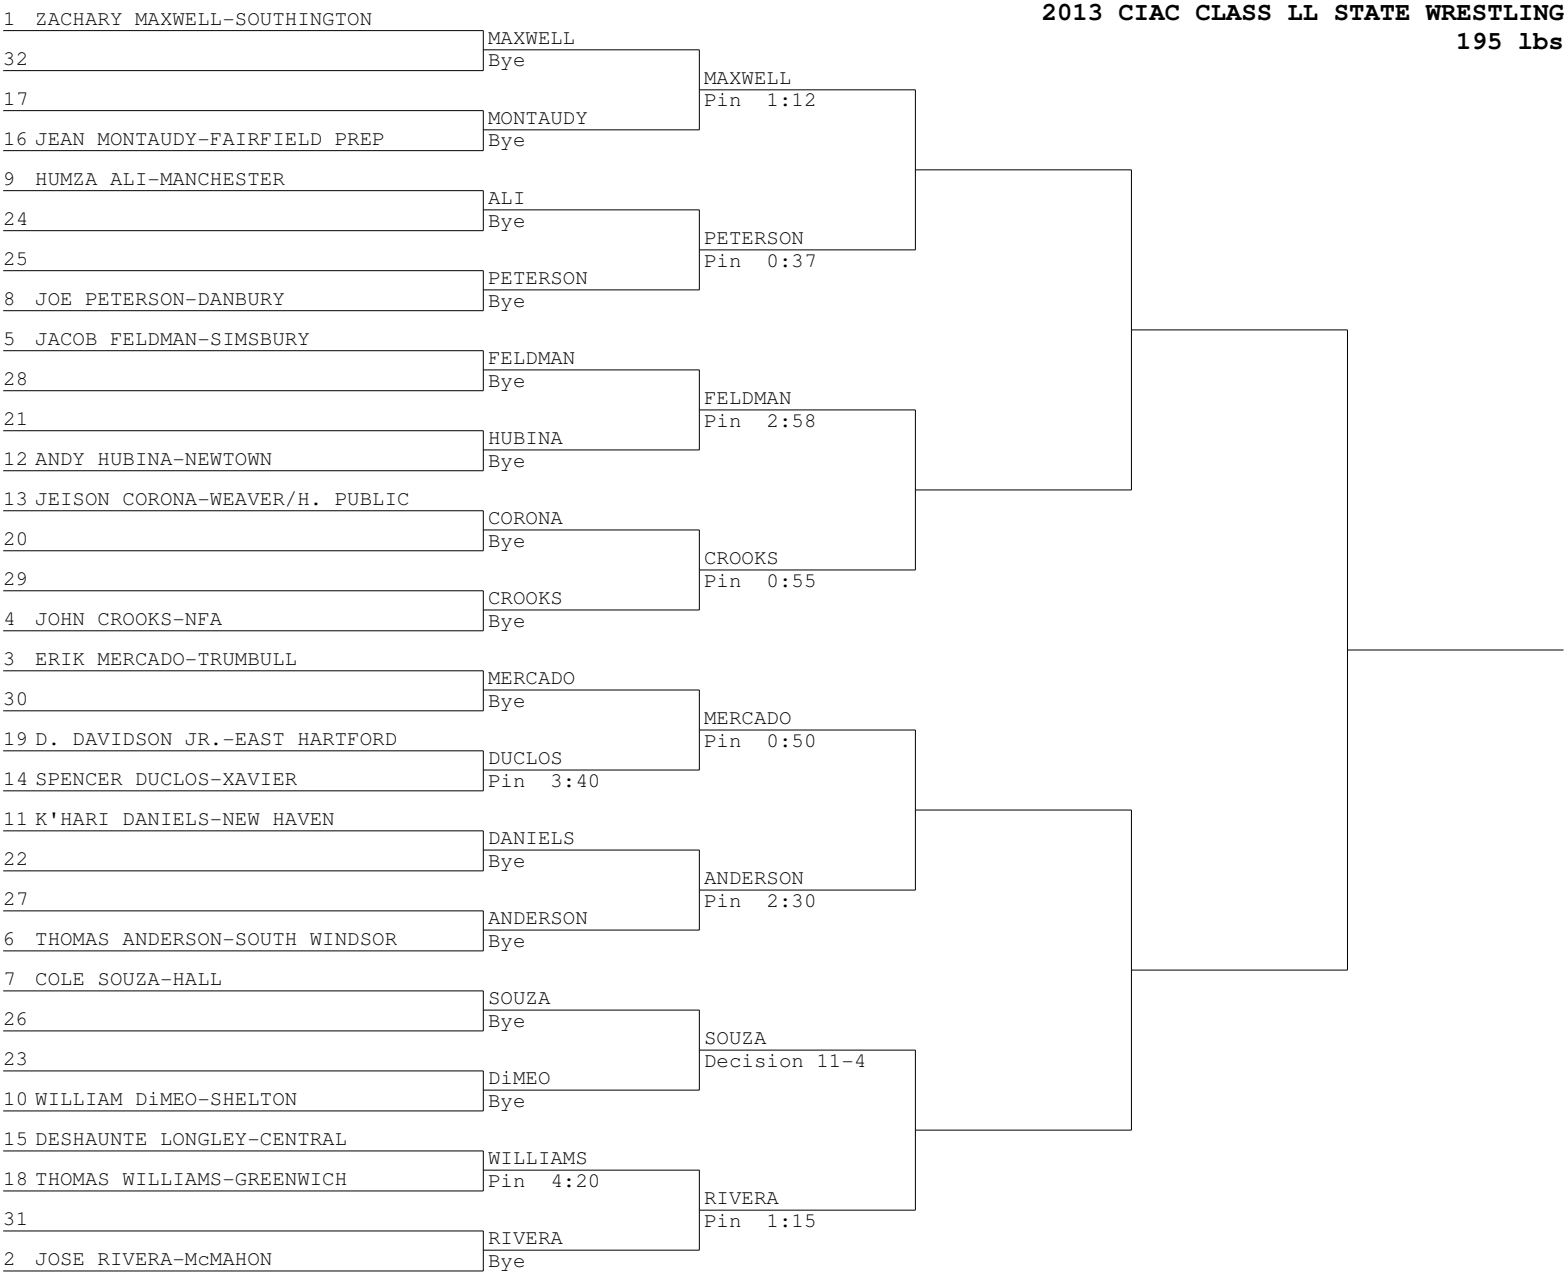 2013 CIAC CLASS LL STATE WRESTLING
195 lbs
1 ZACHARY MAXWELL-SOUTHINGTON
MAXWELL
32
Bye
MAXWELL
17
Pin 1:12
MONTAUDY
16 JEAN MONTAUDY-FAIRFIELD PREP
Bye
9 HUMZA ALI-MANCHESTER
ALI
24
Bye
PETERSON
25
Pin 0:37
PETERSON
8 JOE PETERSON-DANBURY
Bye
5 JACOB FELDMAN-SIMSBURY
FELDMAN
28
Bye
FELDMAN
21
Pin 2:58
HUBINA
12 ANDY HUBINA-NEWTOWN
Bye
13 JEISON CORONA-WEAVER/H. PUBLIC
CORONA
20
Bye
CROOKS
29
Pin 0:55
CROOKS
4 JOHN CROOKS-NFA
Bye
3 ERIK MERCADO-TRUMBULL
MERCADO
30
Bye
MERCADO
19 D. DAVIDSON JR.-EAST HARTFORD
Pin 0:50
DUCLOS
14 SPENCER DUCLOS-XAVIER
Pin 3:40
11 K'HARI DANIELS-NEW HAVEN
DANIELS
22
Bye
ANDERSON
27
Pin 2:30
ANDERSON
6 THOMAS ANDERSON-SOUTH WINDSOR
Bye
7 COLE SOUZA-HALL
SOUZA
26
Bye
SOUZA
23
Decision 11-4
DiMEO
10 WILLIAM DiMEO-SHELTON
Bye
15 DESHAUNTE LONGLEY-CENTRAL
WILLIAMS
18 THOMAS WILLIAMS-GREENWICH
Pin 4:20
RIVERA
31
Pin 1:15
RIVERA
2 JOSE RIVERA-McMAHON
Bye